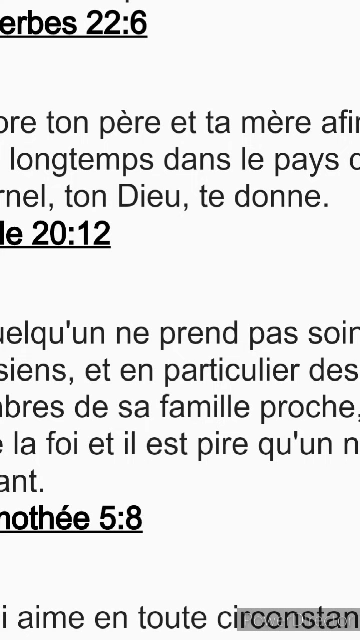 erbes 22:6
ore ton père et ta mère afi
longtemps dans le pays d
rnel, ton Dieu, te donne.
de 20:12
uelqu'un ne prend pas soin
siens, et en particulier des
bres de sa famille proche,
e la foi et il est pire qu'un n
ant.
mothée 5:8
i aime en toute circonstan